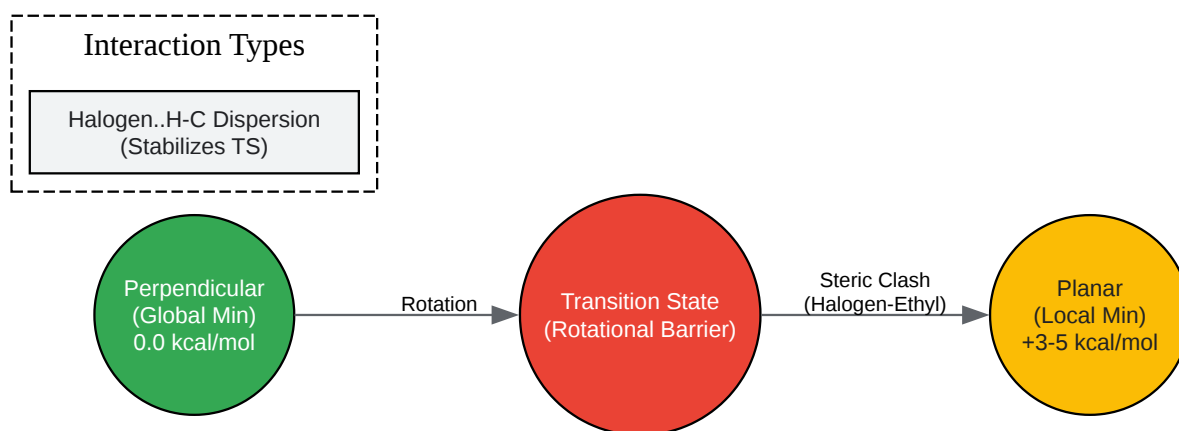 Interaction Types
Halogen..H-C Dispersion
(Stabilizes TS)
Perpendicular
(Global Min)
0.0 kcal/mol
Rotation
Transition State
(Rotational Barrier)
Steric Clash
(Halogen-Ethyl)
Planar
(Local Min)
+3-5 kcal/mol